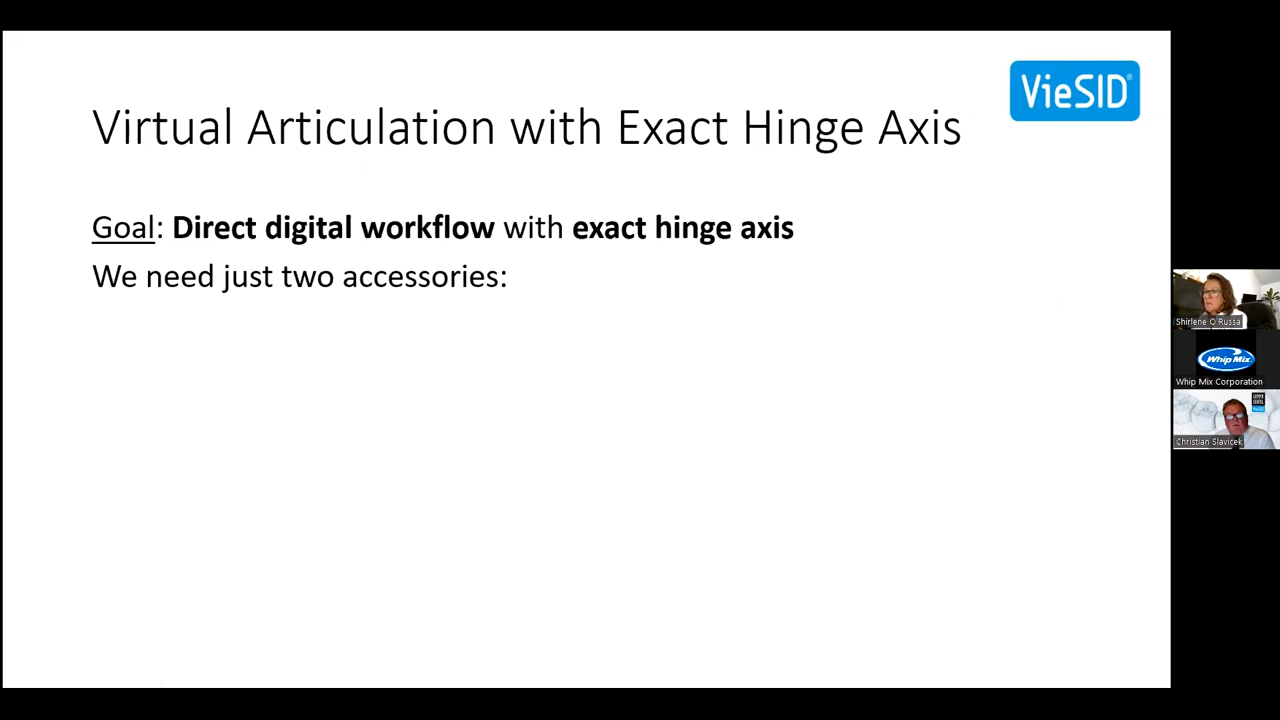 VieSID®
Virtual Articulation with Exact Hinge Axis
Goal: Direct digital workflow with exact hinge axis
We need just two accessories:
Shirlene O Russa
Whip Mix
Whip Mix Corporation
VieSID
Christian Slavicek